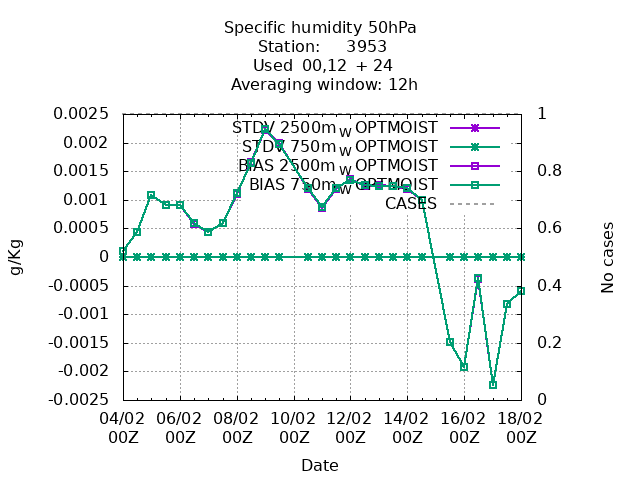 Specific humidity 50hPa
Station: 3953
Used 00,12 + 24
Averaging window: 12h
0.0025
0.002
0.0015
0.001
0.0005
0
-0.0005
-0.001
-0.0015
-0.002
-0.0025
g/Kg
STDV 2500m W OPTMOIST
STDV 750m W OPTMOIST
BIAS 2500m W OPTMOIST
BIAS 750m W OPTMOIST
CASES
1
0.8
0.6
0.4
0.2
0
No cases
04/02 06/02 08/02 10/02 12/02 14/02 16/02 18/02
00Z 00Z 00Z 00Z 00Z 00Z 00Z 00Z
Date